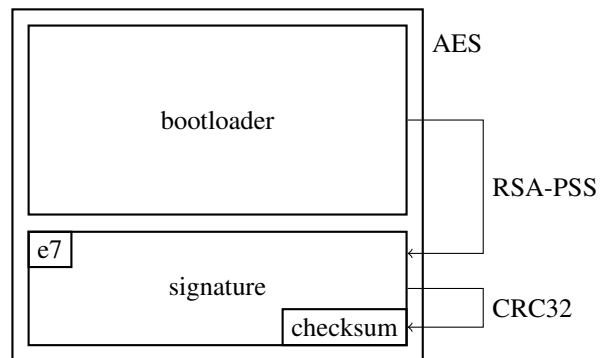 AES
bootloader
RSA-PSS
e7
signature
CRC32
checksum